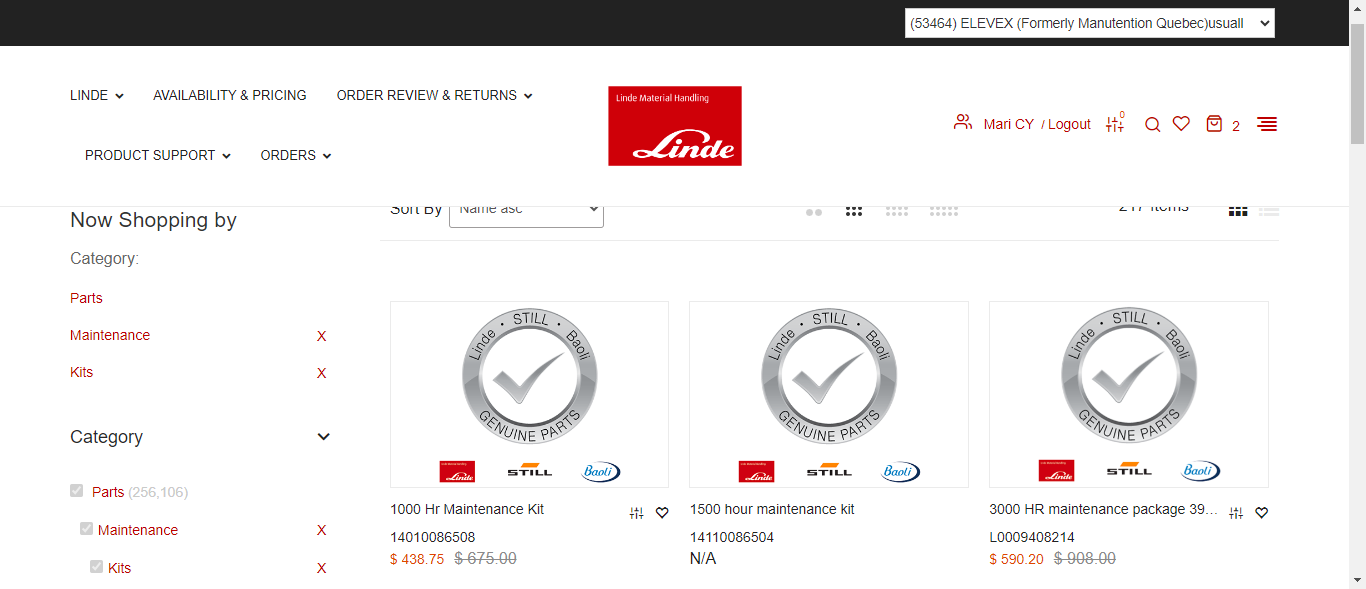 (53464) ELEVEX (Formerly Manutention Quebec)usuall
LINDE
AVAILABILITY & PRICING
ORDER REVIEW & RETURNS
PRODUCT SUPPORT
ORDERS
Linde Material Handling
Linde
Mari CY / Logout
0
2
Now Shopping by
Category:
Parts
Maintenance X
Kits X
Category
Parts (256,106)
Maintenance X
Kits X
Sort By Name asc
217 items
Linde · STILL · Baoli
GENUINE PARTS
Linde STILL Baoli
1000 Hr Maintenance Kit
14010086508
$ 438.75 $ 675.00
Linde · STILL · Baoli
GENUINE PARTS
Linde STILL Baoli
1500 hour maintenance kit
14110086504
N/A
Linde · STILL · Baoli
GENUINE PARTS
Linde STILL Baoli
3000 HR maintenance package 39...
L0009408214
$ 590.20 $ 908.00